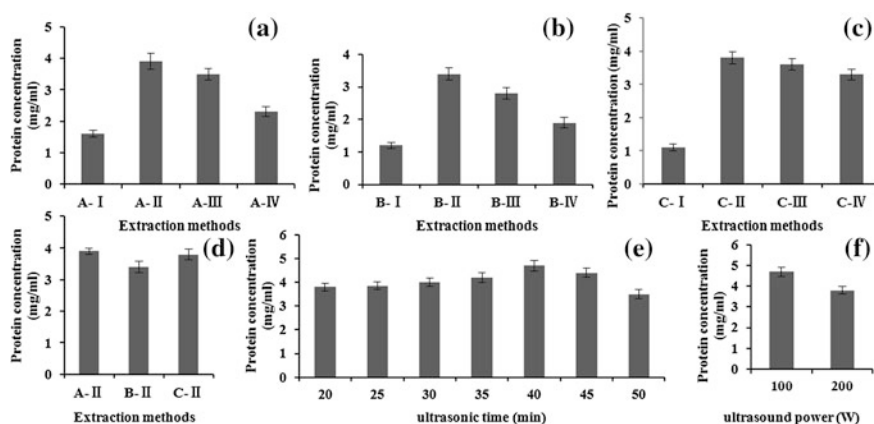 (a)
Protein concentration
(mg/ml)
5
4
3
2
1
0
A-Ⅰ A-Ⅱ A-Ⅲ A-Ⅳ
Extraction methods
(b)
Protein concentration
(mg/ml)
4
3
2
1
0
B-Ⅰ B-Ⅱ B-Ⅲ B-Ⅳ
Extraction methods
(c)
Protein concentration (mg/ml)
5
4
3
2
1
0
C-Ⅰ C-Ⅱ C-Ⅲ C-Ⅳ
Extraction methods
(d)
Protein concentration
(mg/ml)
5
4
3
2
1
0
A-Ⅱ B-Ⅱ C-Ⅱ
Extraction methods
(e)
Protein concentration
(mg/ml)
6
5
4
3
2
1
0
20 25 30 35 40 45 50
ultrasonic time (min)
(f)
Protein concentration
(mg/ml)
6
5
4
3
2
1
0
100 200
ultrasound power (W)